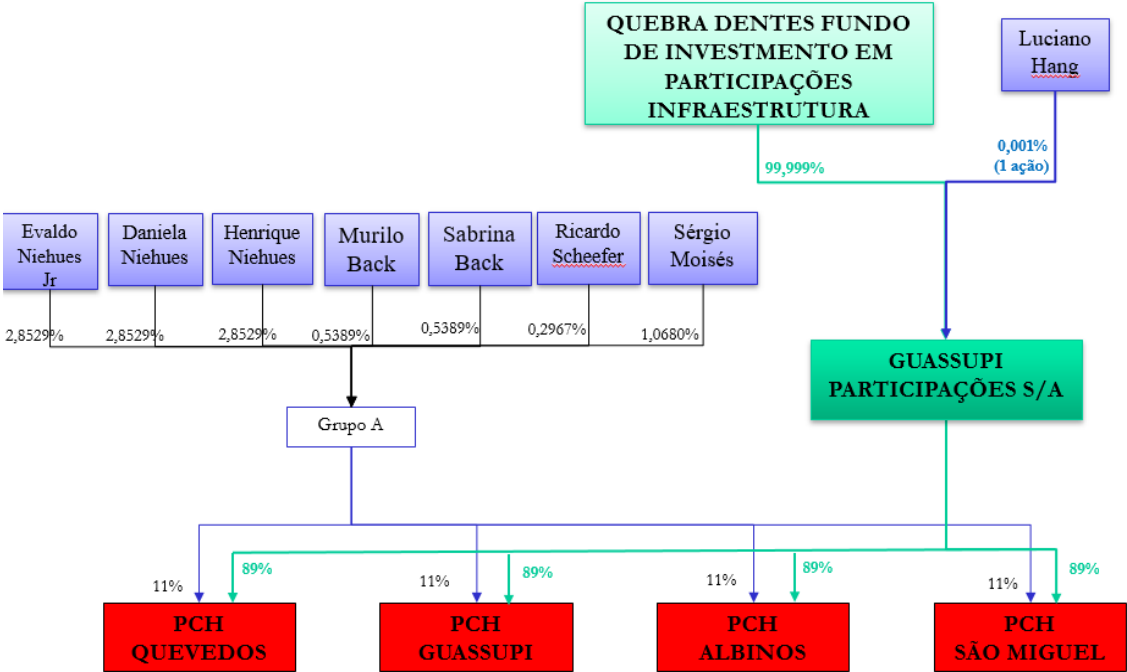 QUEBRA DENTES FUNDO
DE INVESTMENTO EM
PARTICIPAÇÕES
INFRAESTRUTURA
Luciano
Hang
99,999%
0,001%
(1 ação)
Evaldo
Niehues
Jr
Daniela
Niehues
Henrique
Niehues
Murilo
Back
Sabrina
Back
Ricardo
Scheefer
Sérgio
Moisés
2,8529%
2,8529%
2,8529%
0,5389%
0,5389%
0,2967%
1,0680%
GUASSUPI
PARTICIPAÇÕES S/A
Grupo A
11%
89%
11%
89%
11%
89%
11%
89%
PCH
QUEVEDOS
PCH
GUASSUPI
PCH
ALBINOS
PCH
SÃO MIGUEL